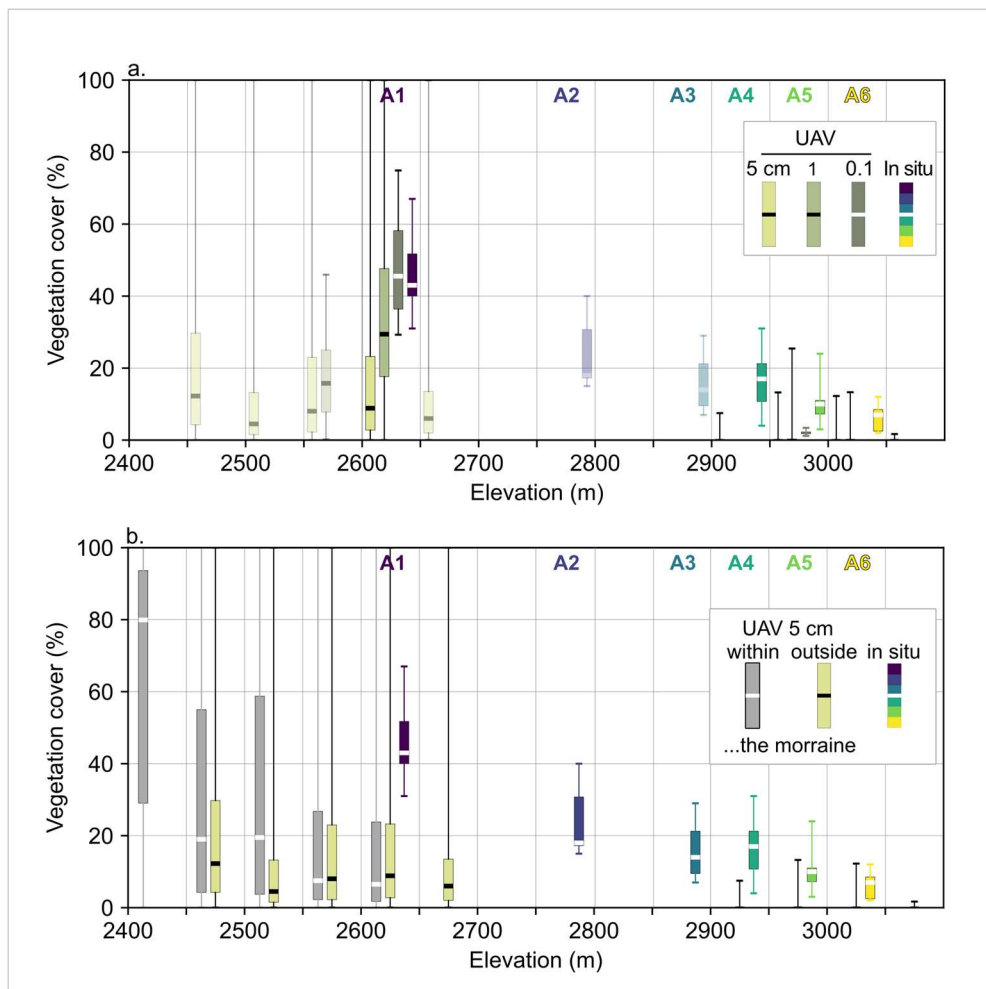 a.
100
A1 A2 A3 A4 A5 A6
UAV
80
5 cm 1 0.1 In situ
60
40
20
0
Vegetation cover (%)
2400 2500 2600 2700 2800 2900 3000
Elevation (m)
b.
100
A1 A2 A3 A4 A5 A6
80
UAV 5 cm
within outside in situ
60
...the morraine
40
20
0
Vegetation cover (%)
2400 2500 2600 2700 2800 2900 3000
Elevation (m)